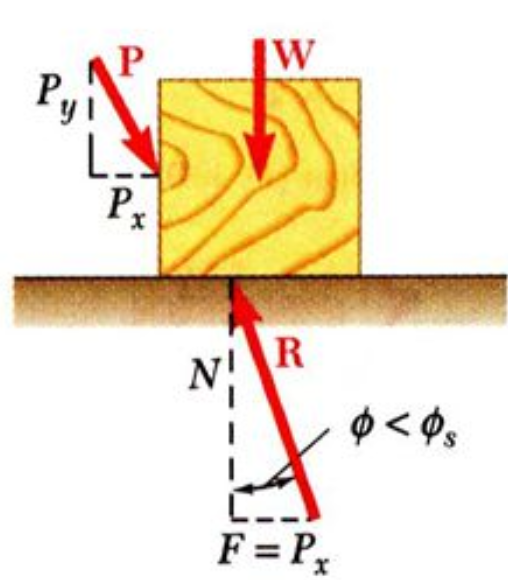 P
W
P_y
P_x
N
R
ϕ < ϕ_s
F = P_x